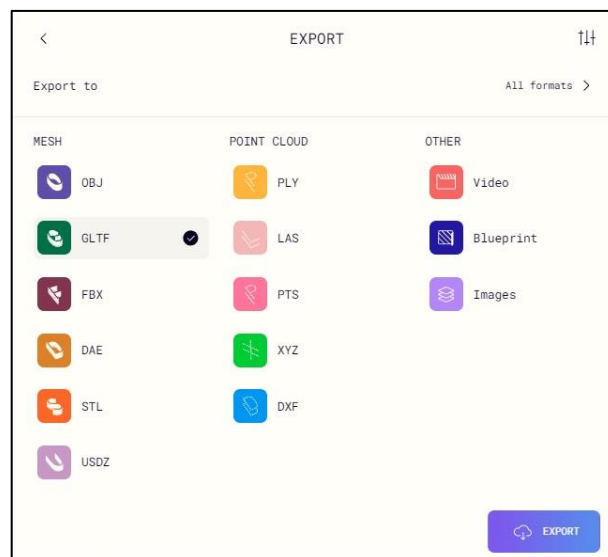 EXPORT
Export to
All formats
MESH
POINT CLOUD
OTHER
OBJ
PLY
Video
GLTF
LAS
Blueprint
FBX
PTS
Images
DAE
XYZ
STL
DXF
USDZ
EXPORT